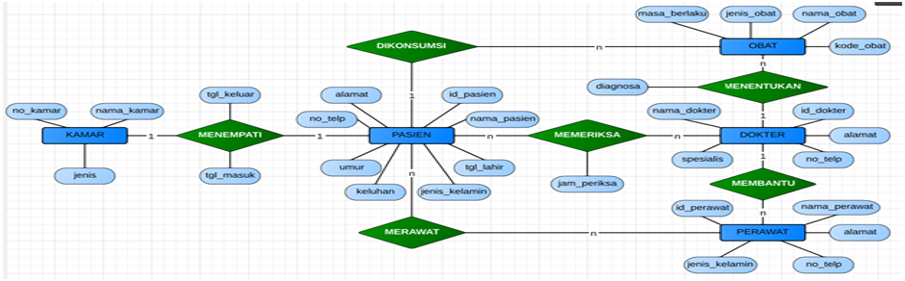 masa_berlaku
jenis_obat
nama_obat
DIKONSUMSI
n
OBAT
kode_obat
n
diagnosa
MENENTUKAN
tgl_keluar
alamat
id_pasien
1
no_kamar
nama_kamar
no_telp
nama_pasien
nama_dokter
id_dokter
1
KAMAR
1
MENEMPATI
1
PASIEN
n
MEMERIKSA
n
DOKTER
alamat
jenis
tgl_masuk
umur
tgl_lahir
spesialis
1
no_telp
n
keluhan
jenis_kelamin
jam_periksa
MEMBANTU
id_perawat
n
nama_perawat
MERAWAT
n
PERAWAT
alamat
jenis_kelamin
no_telp